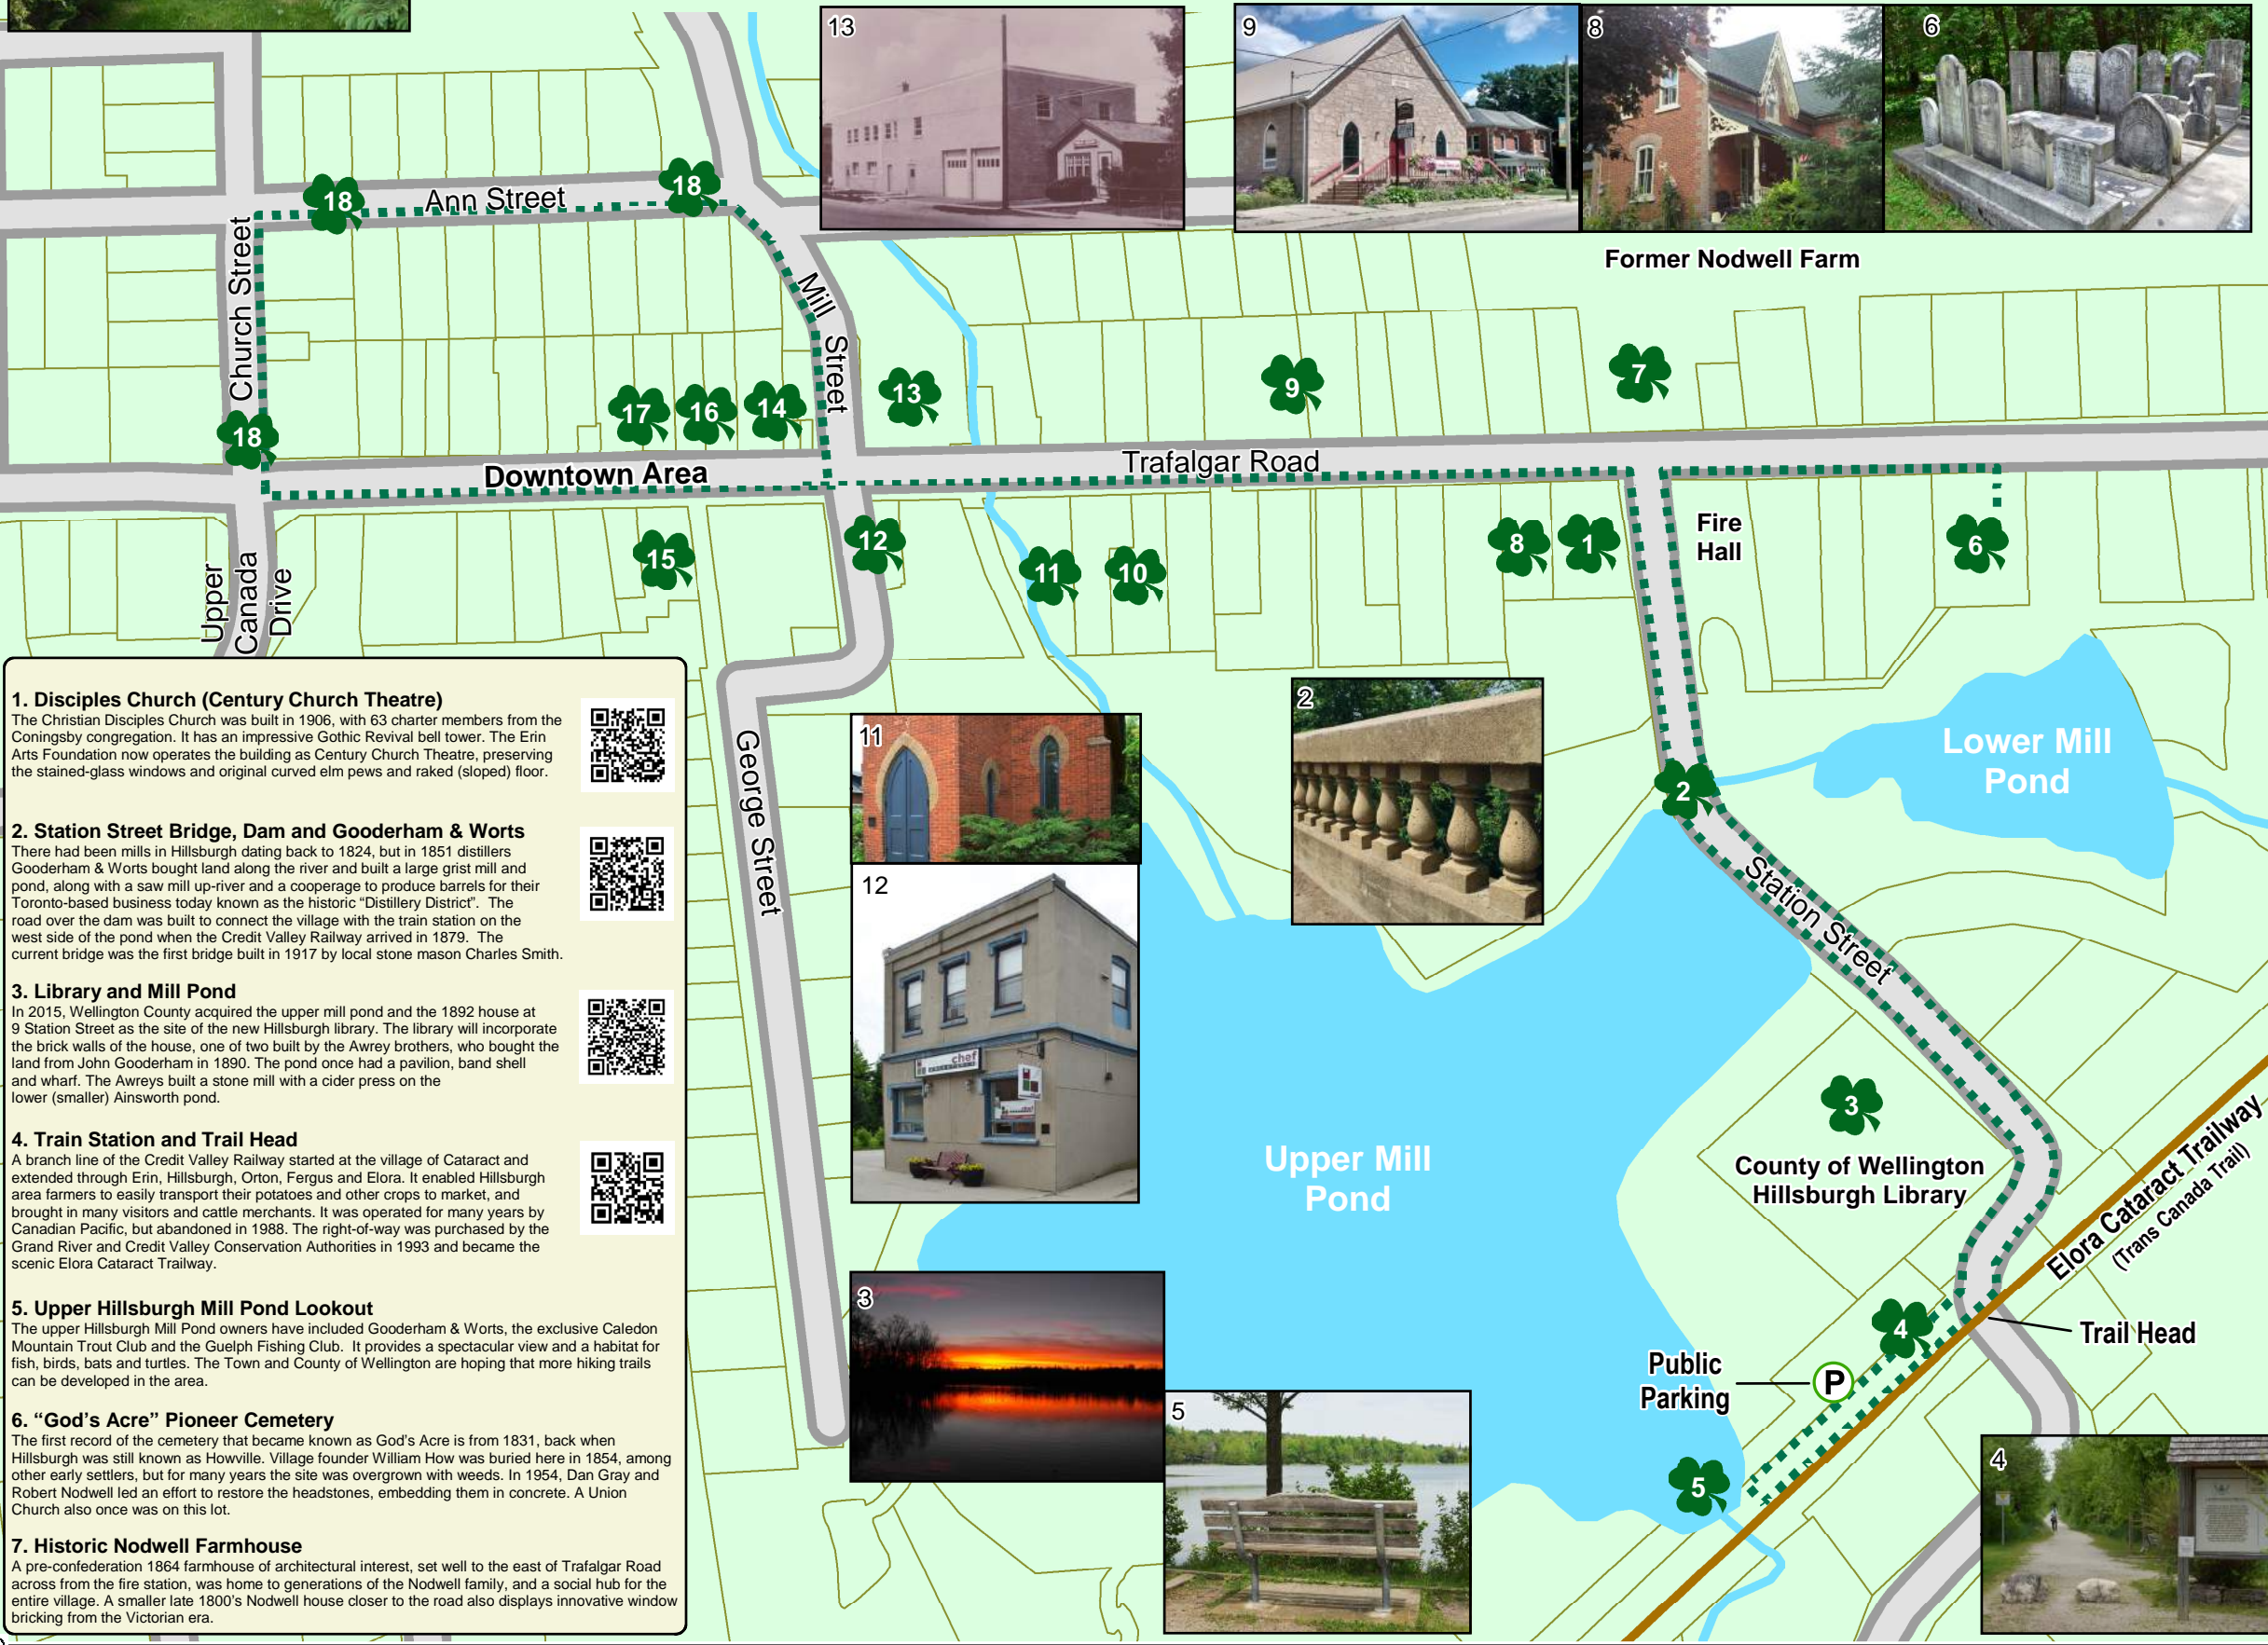 13
9
8
6
Former Nodwell Farm
18
Ann Street
18
Church Street
Mill
Street
18
17
16
14
13
9
7
Downtown Area
Trafalgar Road
15
12
11
10
8
1
Fire
Hall
6
Upper
Canada
Drive
George Street
11
12
2
2
Lower Mill
Pond
Station Street
Upper Mill
Pond
3
County of Wellington
Hillsburgh Library
Elora Cataract Trailway
(Trans Canada Trail)
4
Trail Head
Public
Parking
P
5
3
5
4
chef
1. Disciples Church (Century Church Theatre)
The Christian Disciples Church was built in 1906, with 63 charter members from the
Coningsby congregation. It has an impressive Gothic Revival bell tower. The Erin
Arts Foundation now operates the building as Century Church Theatre, preserving
the stained-glass windows and original curved elm pews and raked (sloped) floor.
2. Station Street Bridge, Dam and Gooderham & Worts
There had been mills in Hillsburgh dating back to 1824, but in 1851 distillers
Gooderham & Worts bought land along the river and built a large grist mill and
pond, along with a saw mill up-river and a cooperage to produce barrels for their
Toronto-based business today known as the historic “Distillery District”. The
road over the dam was built to connect the village with the train station on the
west side of the pond when the Credit Valley Railway arrived in 1879. The
current bridge was the first bridge built in 1917 by local stone mason Charles Smith.
3. Library and Mill Pond
In 2015, Wellington County acquired the upper mill pond and the 1892 house at
9 Station Street as the site of the new Hillsburgh library. The library will incorporate
the brick walls of the house, one of two built by the Awrey brothers, who bought the
land from John Gooderham in 1890. The pond once had a pavilion, band shell
and wharf. The Awreys built a stone mill with a cider press on the
lower (smaller) Ainsworth pond.
4. Train Station and Trail Head
A branch line of the Credit Valley Railway started at the village of Cataract and
extended through Erin, Hillsburgh, Orton, Fergus and Elora. It enabled Hillsburgh
area farmers to easily transport their potatoes and other crops to market, and
brought in many visitors and cattle merchants. It was operated for many years by
Canadian Pacific, but abandoned in 1988. The right-of-way was purchased by the
Grand River and Credit Valley Conservation Authorities in 1993 and became the
scenic Elora Cataract Trailway.
5. Upper Hillsburgh Mill Pond Lookout
The upper Hillsburgh Mill Pond owners have included Gooderham & Worts, the exclusive Caledon
Mountain Trout Club and the Guelph Fishing Club. It provides a spectacular view and a habitat for
fish, birds, bats and turtles. The Town and County of Wellington are hoping that more hiking trails
can be developed in the area.
6. “God’s Acre” Pioneer Cemetery
The first record of the cemetery that became known as God’s Acre is from 1831, back when
Hillsburgh was still known as Howville. Village founder William How was buried here in 1854, among
other early settlers, but for many years the site was overgrown with weeds. In 1954, Dan Gray and
Robert Nodwell led an effort to restore the headstones, embedding them in concrete. A Union
Church also once was on this lot.
7. Historic Nodwell Farmhouse
A pre-confederation 1864 farmhouse of architectural interest, set well to the east of Trafalgar Road
across from the fire station, was home to generations of the Nodwell family, and a social hub for the
entire village. A smaller late 1800’s Nodwell house closer to the road also displays innovative window
bricking from the Victorian era.